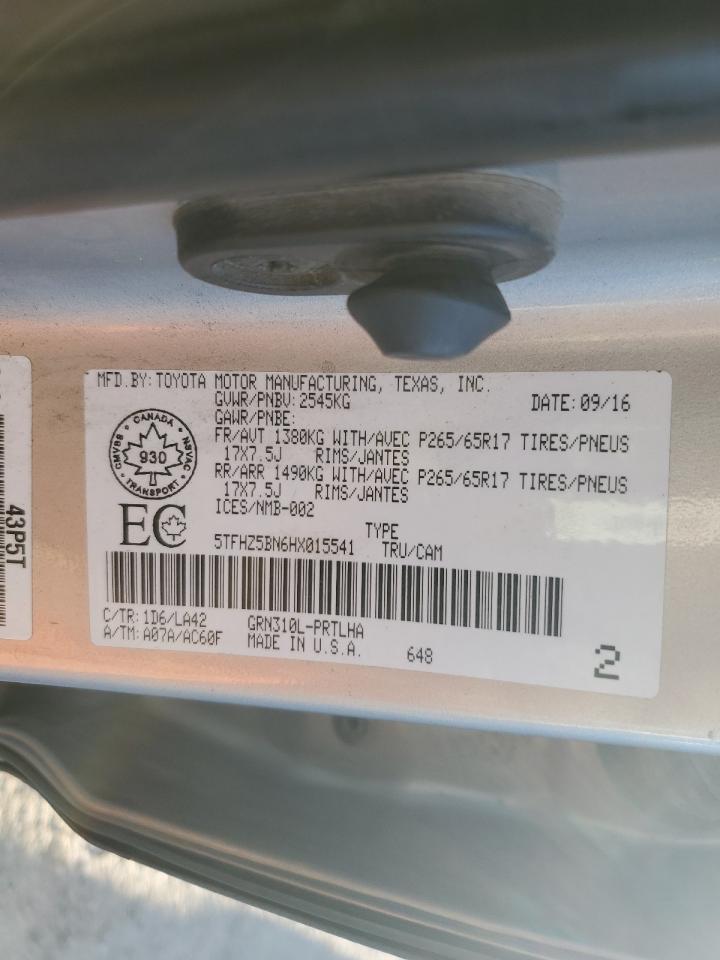 MFD.BY: TOYOTA MOTOR MANUFACTURING, TEXAS, INC.
GVWR/PNBV: 2545KG DATE: 09/16
GAWR/PNBE:
FR/AVT 1380KG WITH/AVEC P265/65R17 TIRES/PNEUS
17X7.5J RIMS/JANTES
RR/ARR 1490KG WITH/AVEC P265/65R17 TIRES/PNEUS
17X7.5J RIMS/JANTES
ICES/NMB-002
CANADA
CMVSS 930 NSVAC
TRANSPORT
EC
TYPE
5TFHZ5BN6HX015541 TRU/CAM
C/TR: 1D6/LA42 GRN310L-PRTLHA
A/TM: A07A/AC60F MADE IN U.S.A. 648
2
43P5T